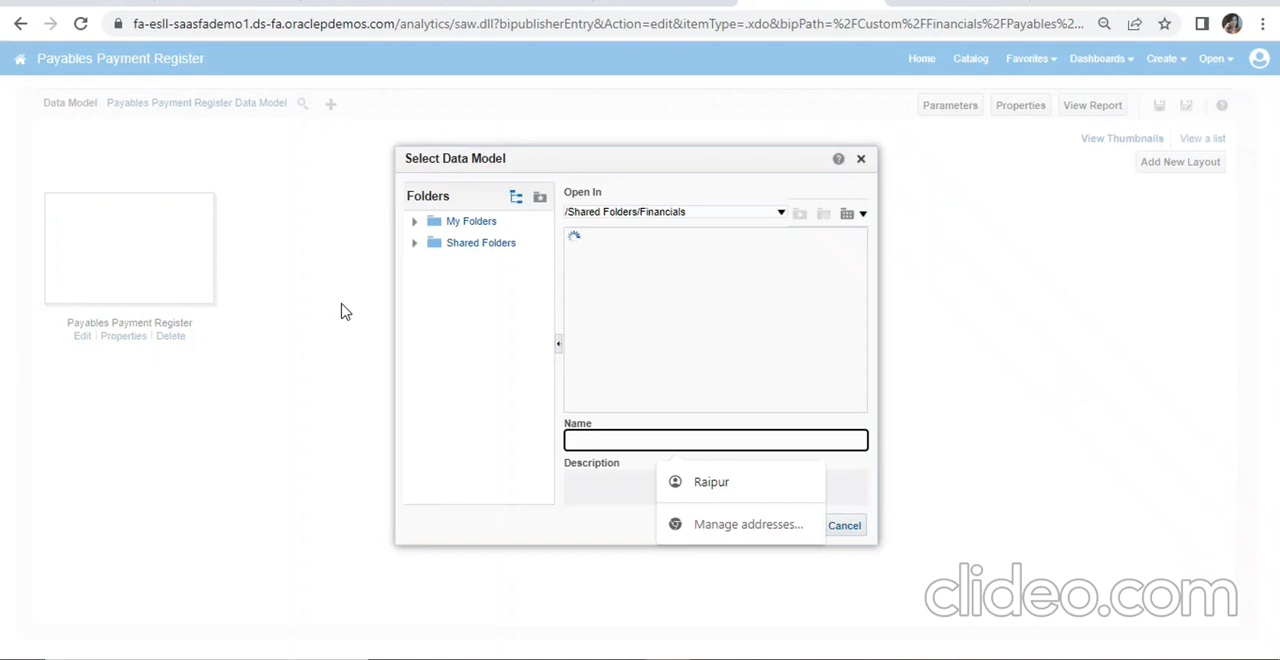 fa-esll-saasfademo1.ds-fa.oraclepdemos.com/analytics/saw.dll?bipublisherEntry&Action=edit&itemType=.xdo&bipPath=%2FCustom%2FFinancials%2FPayables%2...
Payables Payment Register
Home Catalog Favorites Dashboards Create Open
Data Model Payables Payment Register Data Model
Parameters Properties View Report
View Thumbnails View a list
Add New Layout
Select Data Model
Folders
My Folders
Shared Folders
Open In
/Shared Folders/Financials
Name
Description
Raipur
Manage addresses...
Cancel
Payables Payment Register
Edit | Properties | Delete
clideo.com